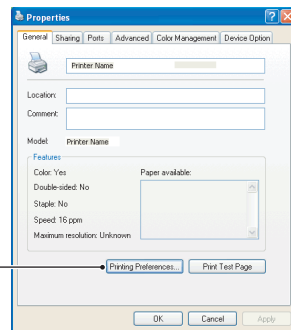 Properties
General Sharing Ports Advanced Color Management Device Option
Printer Name
Location:
Comment:
Model: Printer Name
Features
Color: Yes Paper available:
Double-sided: No
Staple: No
Speed: 16 ppm
Maximum resolution: Unknown
Printing Preferences... Print Test Page
OK Cancel Apply